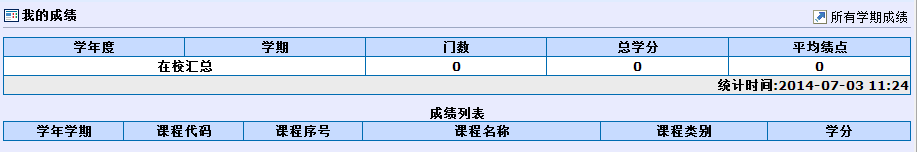 我的成绩 所有学期成绩
学年度 学期 门数 总学分 平均绩点
在校汇总 0 0 0
统计时间:2014-07-03 11:24
成绩列表
学年学期 课程代码 课程序号 课程名称 课程类别 学分